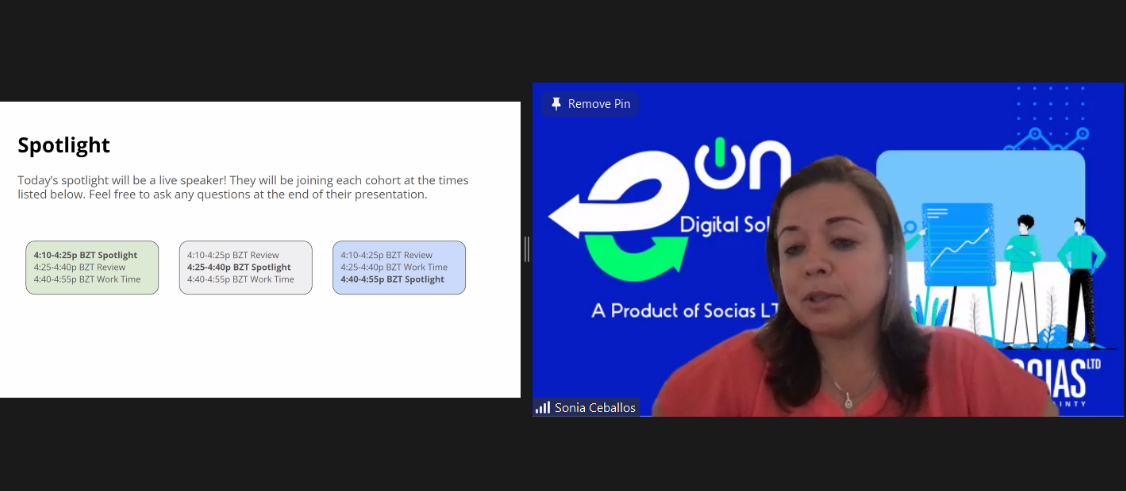 Spotlight
Today's spotlight will be a live speaker! They will be joining each cohort at the times
listed below. Feel free to ask any questions at the end of their presentation.
4:10-4:25p BZT Spotlight
4:25-4:40p BZT Review
4:40-4:55p BZT Work Time
4:10-4:25p BZT Review
4:25-4:40p BZT Spotlight
4:40-4:55p BZT Work Time
4:10-4:25p BZT Review
4:25-4:40p BZT Work Time
4:40-4:55p BZT Spotlight
Remove Pin
eon
Digital Sol
A Product of Socias LT
OCIAS LTD
INTY
Sonia Ceballos